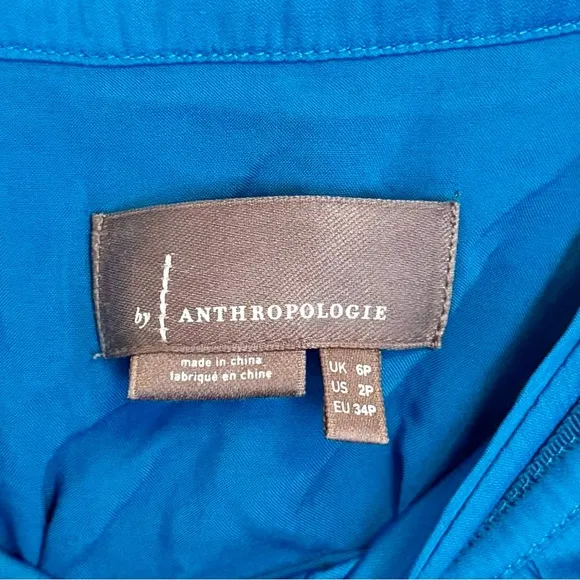 by ANTHROPOLOGIE
made in china
fabriqué en chine
UK 6P
US 2P
EU 34P